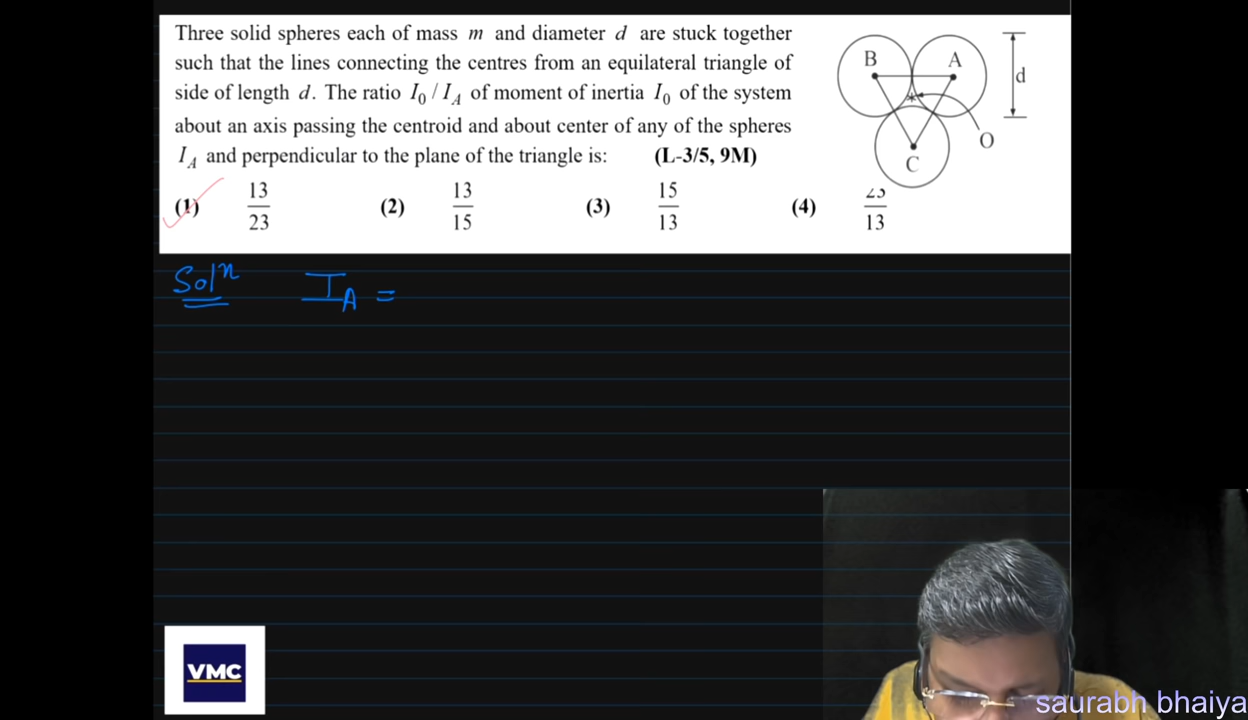 Three solid spheres each of mass m and diameter d are stuck together
such that the lines connecting the centres from an equilateral triangle of
side of length d. The ratio I₀ / I_A of moment of inertia I₀ of the system
about an axis passing the centroid and about center of any of the spheres
I_A and perpendicular to the plane of the triangle is: (L-3/5, 9M)
(1) 13/23 (2) 13/15 (3) 15/13 (4) 23/13
B A d
O
C
Solⁿ I_A =
VMC
saurabh bhaiya